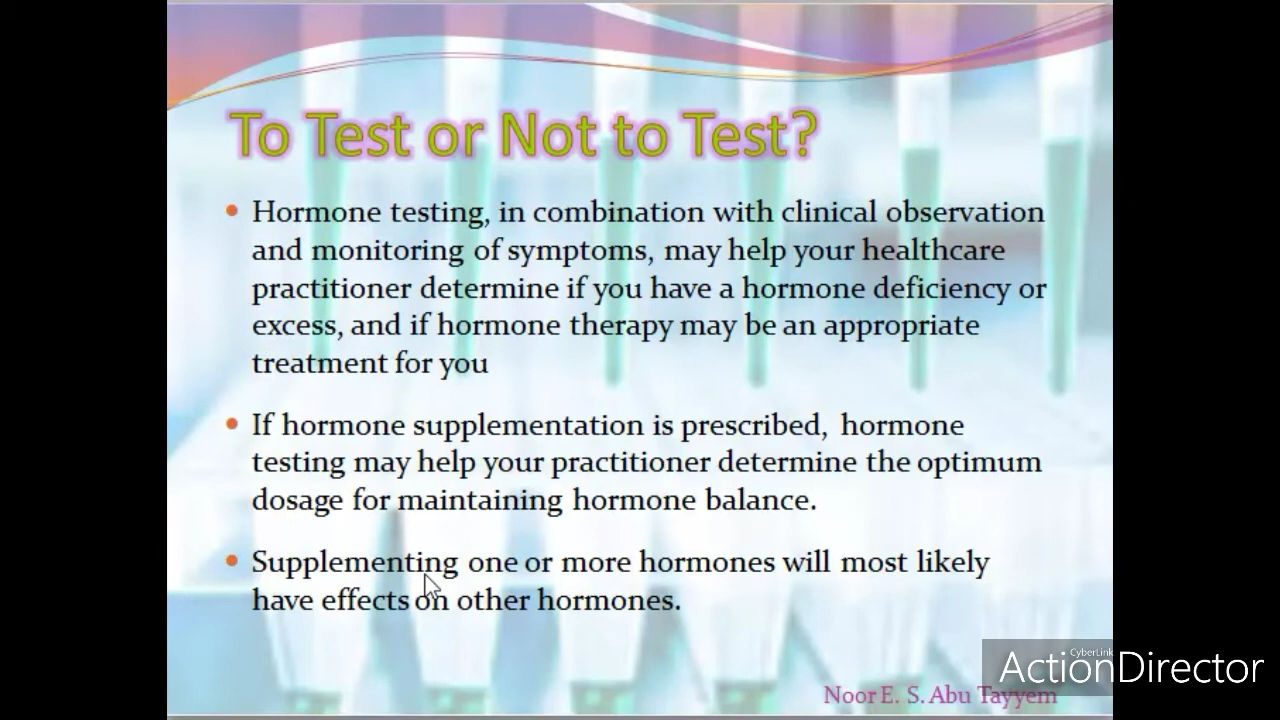 To Test or Not to Test?
• Hormone testing, in combination with clinical observation
and monitoring of symptoms, may help your healthcare
practitioner determine if you have a hormone deficiency or
excess, and if hormone therapy may be an appropriate
treatment for you
• If hormone supplementation is prescribed, hormone
testing may help your practitioner determine the optimum
dosage for maintaining hormone balance.
• Supplementing one or more hormones will most likely
have effects on other hormones.
CyberLink
ActionDirector
Noor E. S. Abu Tayyem